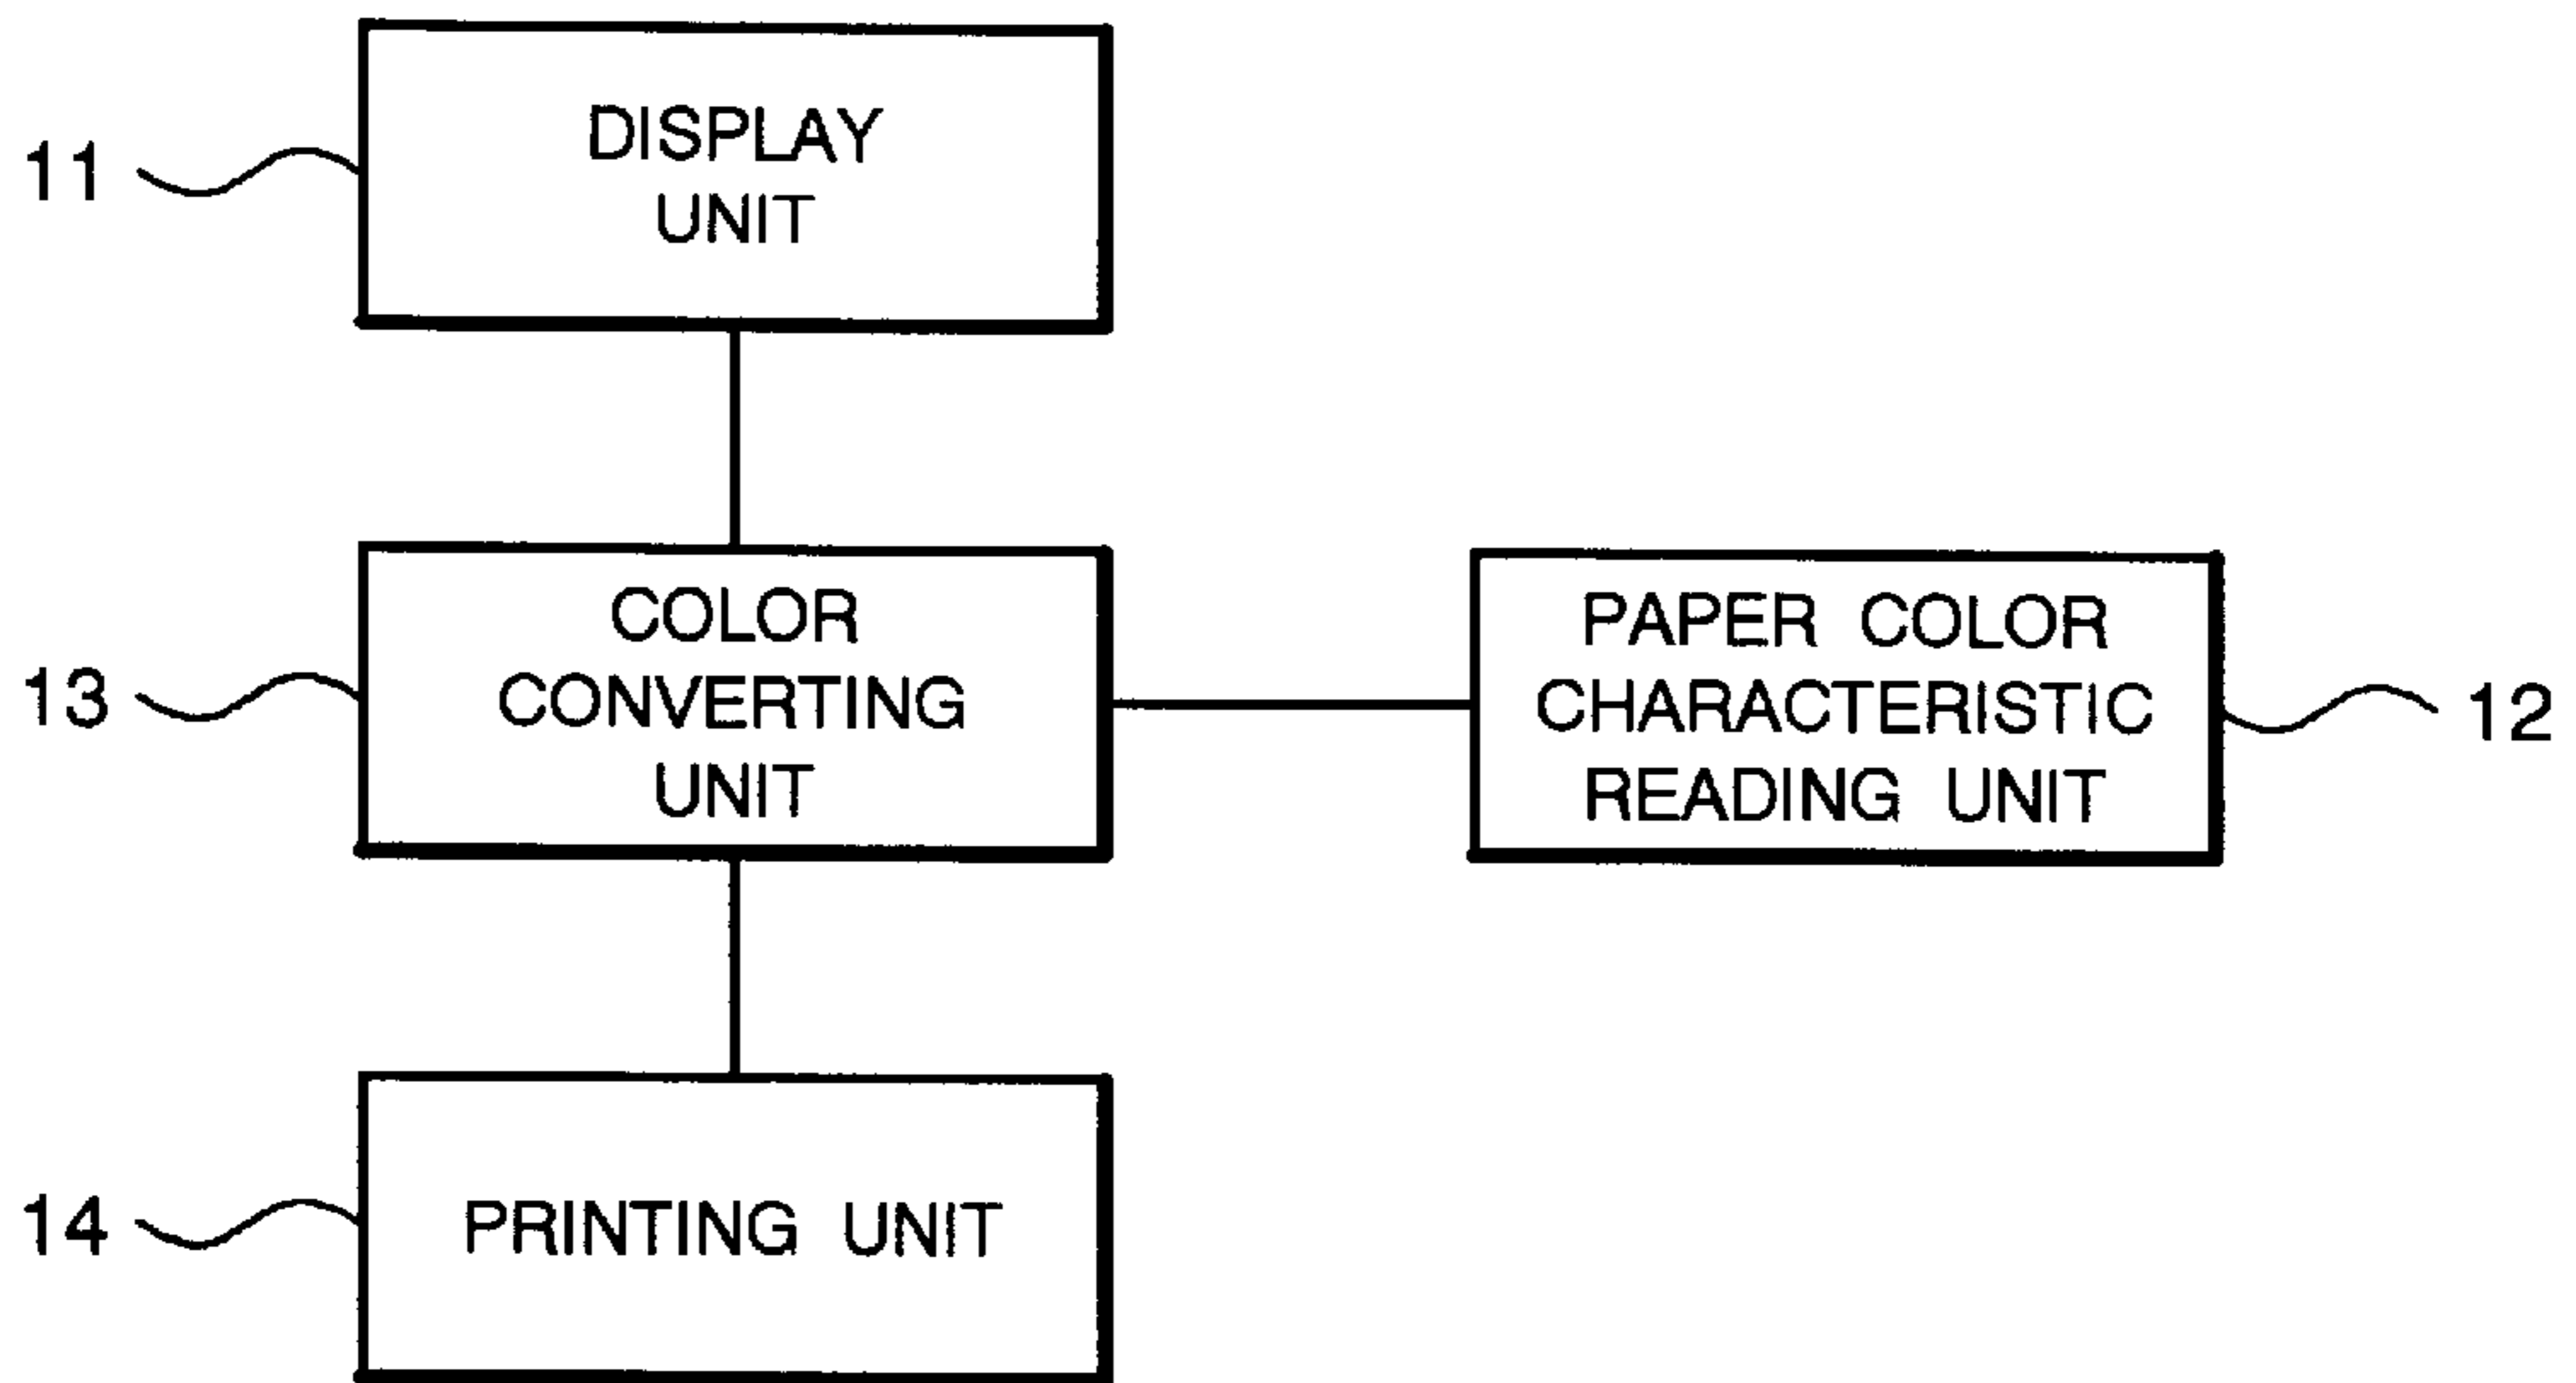 11
DISPLAY
UNIT
13
COLOR
CONVERTING
UNIT
PAPER COLOR
CHARACTERISTIC
READING UNIT
12
14
PRINTING UNIT